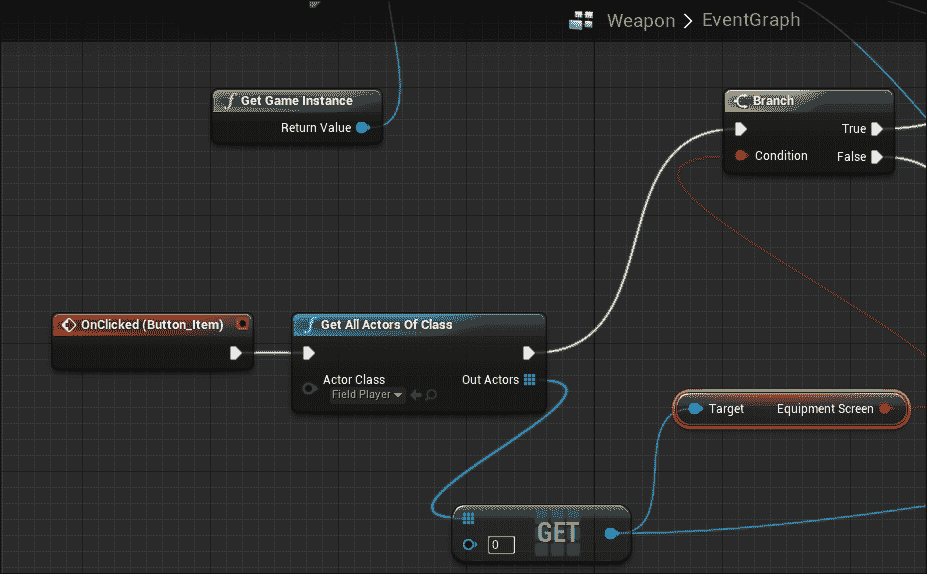 Weapon > EventGraph
Get Game Instance
Return Value
Branch
True
Condition
False
OnClicked (Button_Item)
Get All Actors Of Class
Actor Class
Out Actors
Field Player
Target
Equipment Screen
GET
0